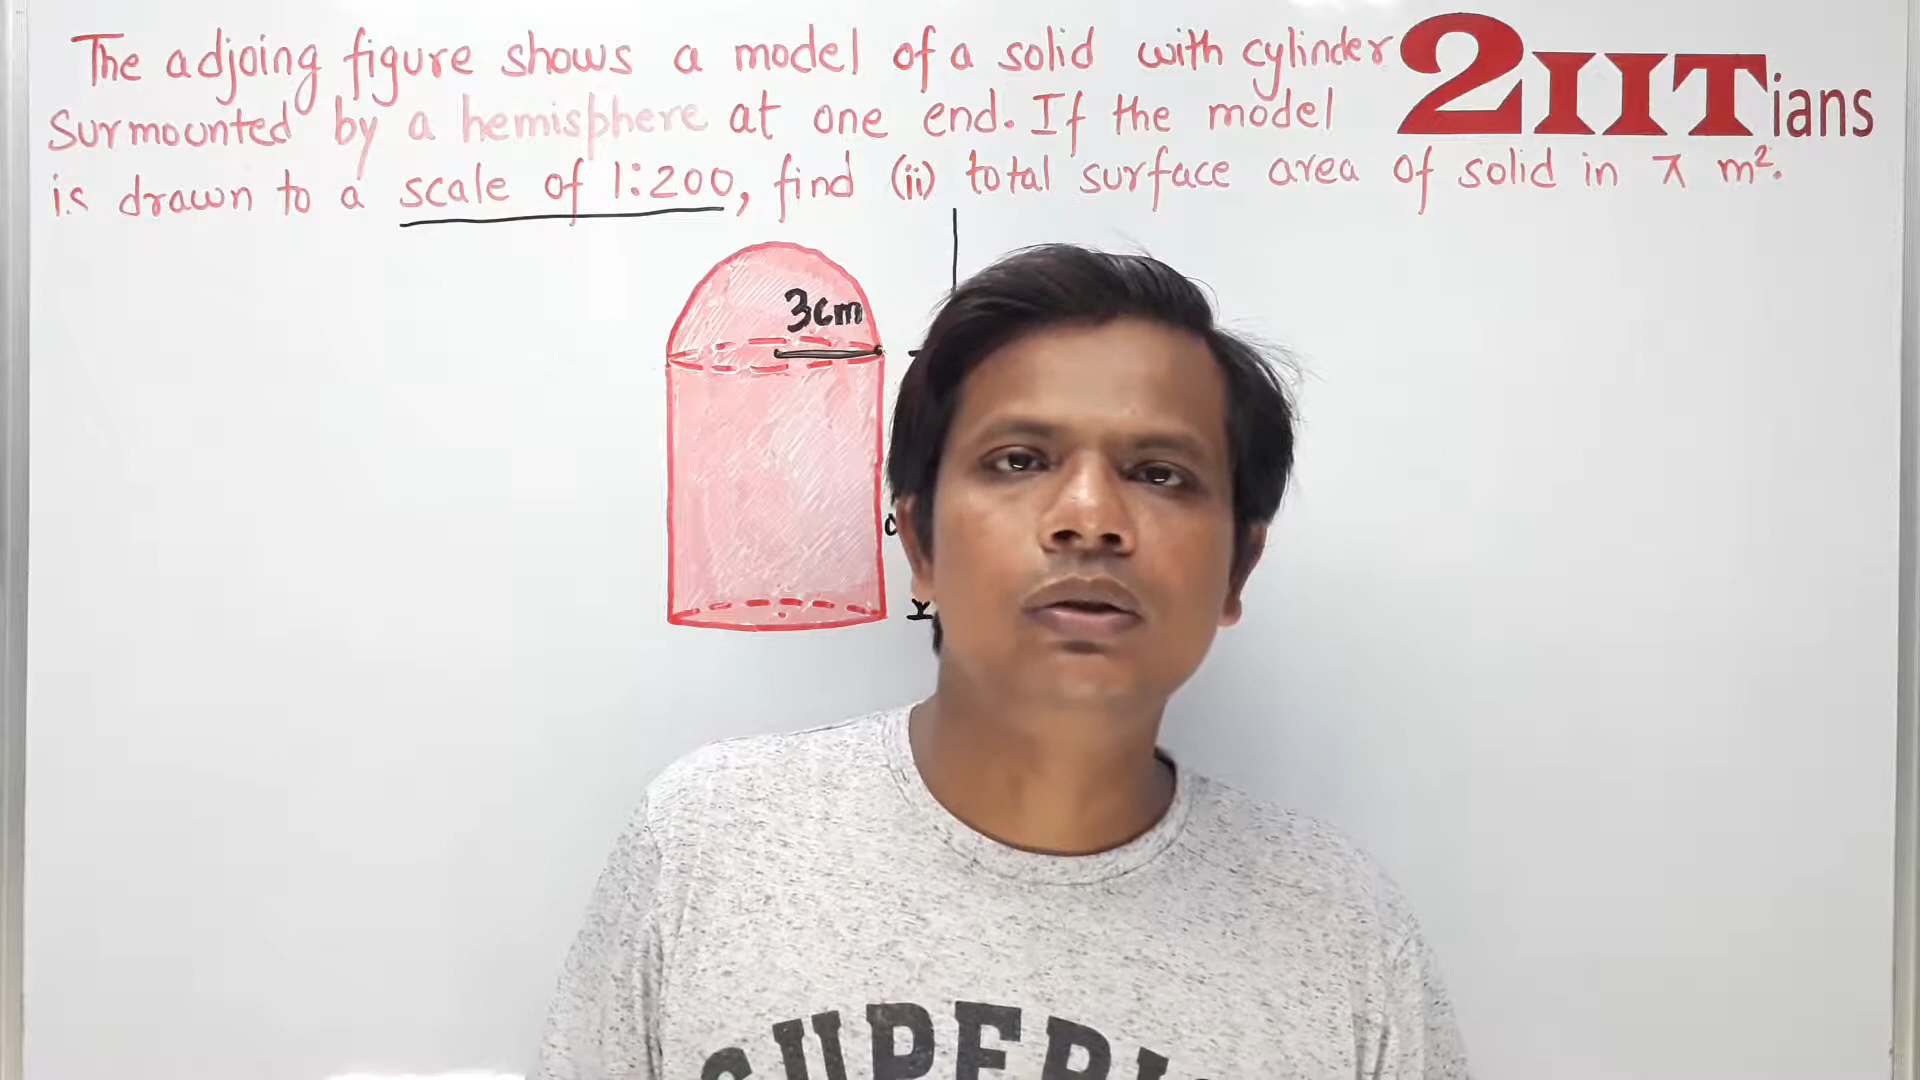 The adjoing figure shows a model of a solid with cylinder
surmounted by a hemisphere at one end. If the model
is drawn to a scale of 1:200, find (ii) total surface area of solid in π m².
2IITians
3cm